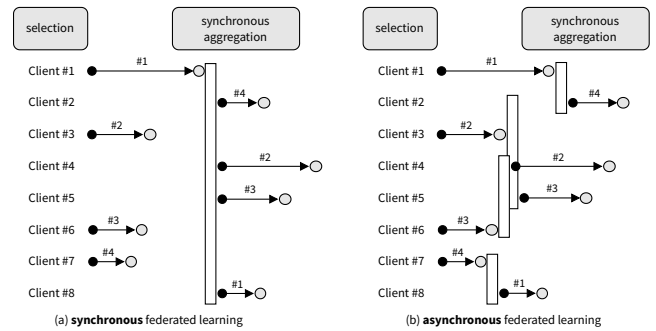 selection
synchronous
aggregation
Client #1
#1
Client #2
#4
Client #3
#2
Client #4
#2
Client #5
#3
Client #6
#3
Client #7
#4
Client #8
#1
(a) synchronous federated learning
selection
synchronous
aggregation
Client #1
#1
Client #2
#4
Client #3
#2
Client #4
#2
Client #5
#3
Client #6
#3
Client #7
#4
Client #8
#1
(b) asynchronous federated learning